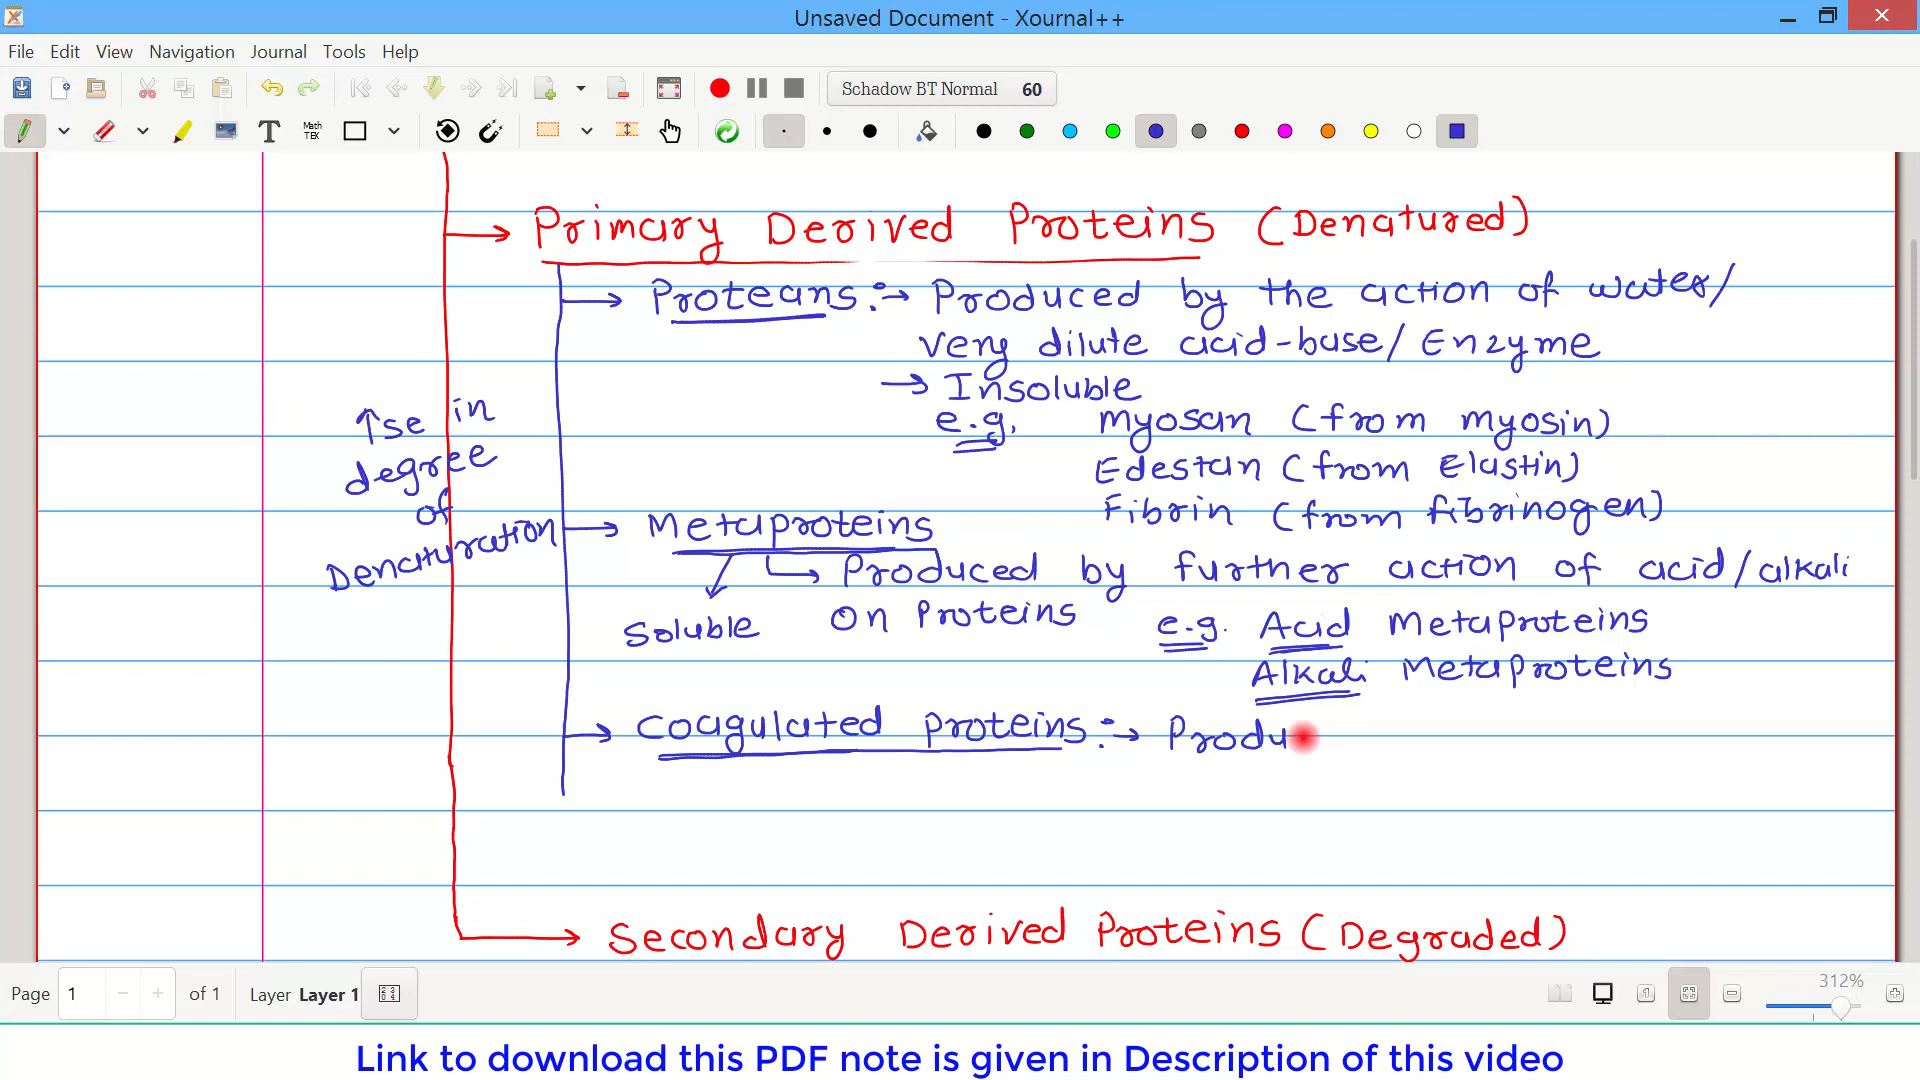 Unsaved Document - Xournal++
File Edit View Navigation Journal Tools Help
Schadow BT Normal 60
Math TEX
Primary Derived Proteins (Denatured)
Proteans :→ Produced by the action of water/
very dilute acid-base/Enzyme
→ Insoluble
e.g. Myosan (from myosin)
Edestan (from Elastin)
Fibrin (from fibrinogen)
↑se in
degree
of
Denaturation
Metaproteins
Produced by further action of acid/alkali
on Proteins
Soluble
e.g. Acid Metaproteins
Alkali Metaproteins
Coagulated Proteins :→ Produ
Secondary Derived Proteins (Degraded)
Page 1 of 1 Layer Layer 1 312%
Link to download this PDF note is given in Description of this video